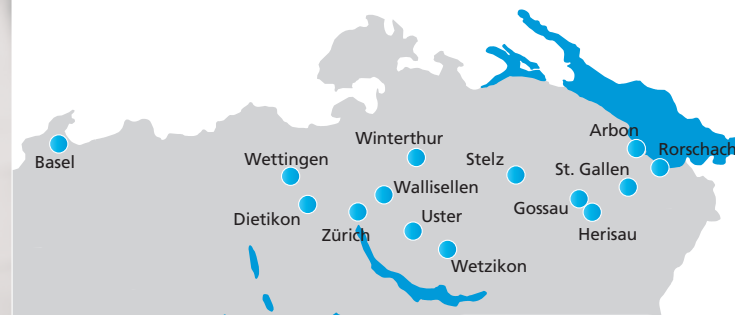 Arbon
Winterthur
Rorschach
Basel
Wettingen
Stelz
St. Gallen
Wallisellen
Dietikon
Uster
Gossau
Zürich
Herisau
Wetzikon